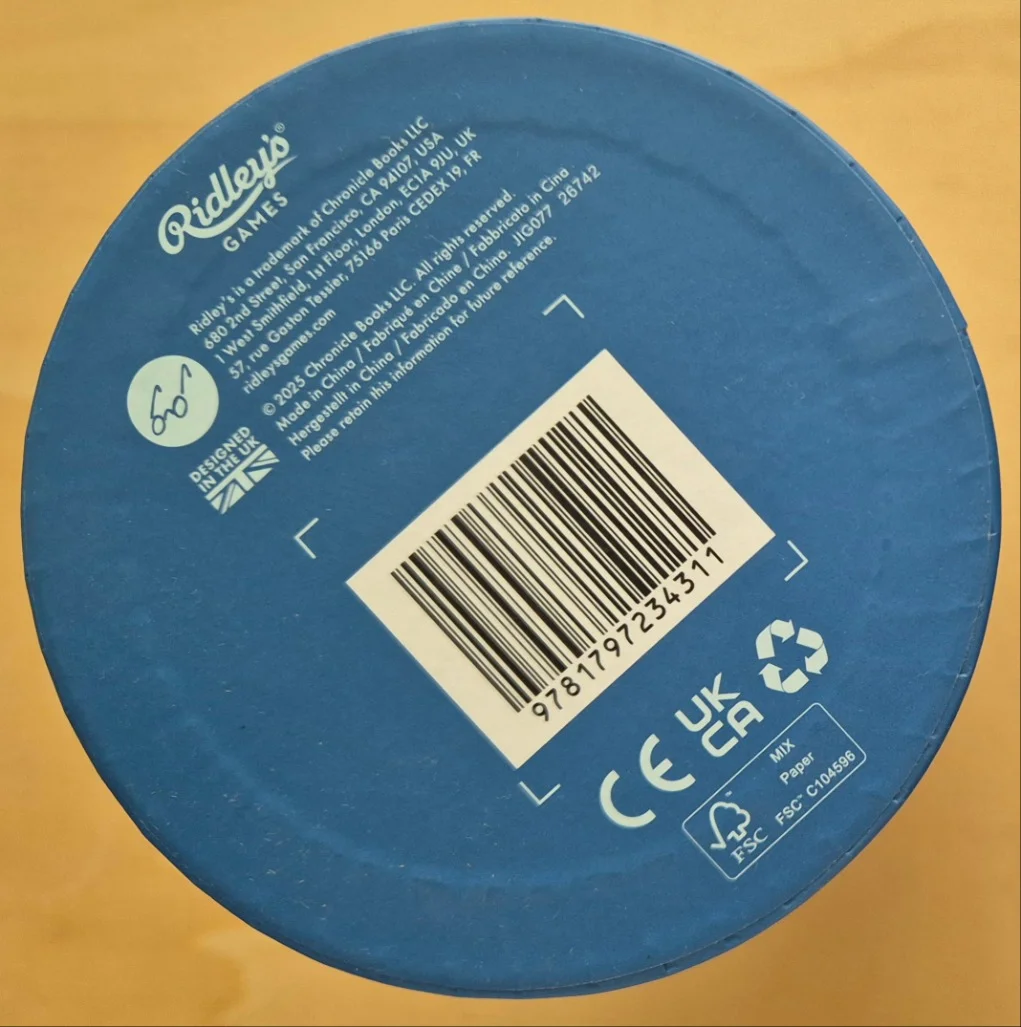 Ridley's®
GAMES
Ridley's is a trademark of Chronicle Books LLC
680 2nd Street, San Francisco, CA 94107, USA
1 West Smithfield, 1st Floor, London, EC1A 9JU, UK
57, rue Gaston Tessier, 75166 Paris CEDEX 19, FR
ridleysgames.com
© 2025 Chronicle Books LLC. All rights reserved.
Made in China / Fabriqué en Chine / Fabbricato in Cina
Hergestellt in China / Fabricado en China. JIG077 26742
Please retain this information for future reference.
DESIGNED
IN THE UK
9781797234311
CE
UK
CA
MIX
Paper
FSC™ C104596
FSC™